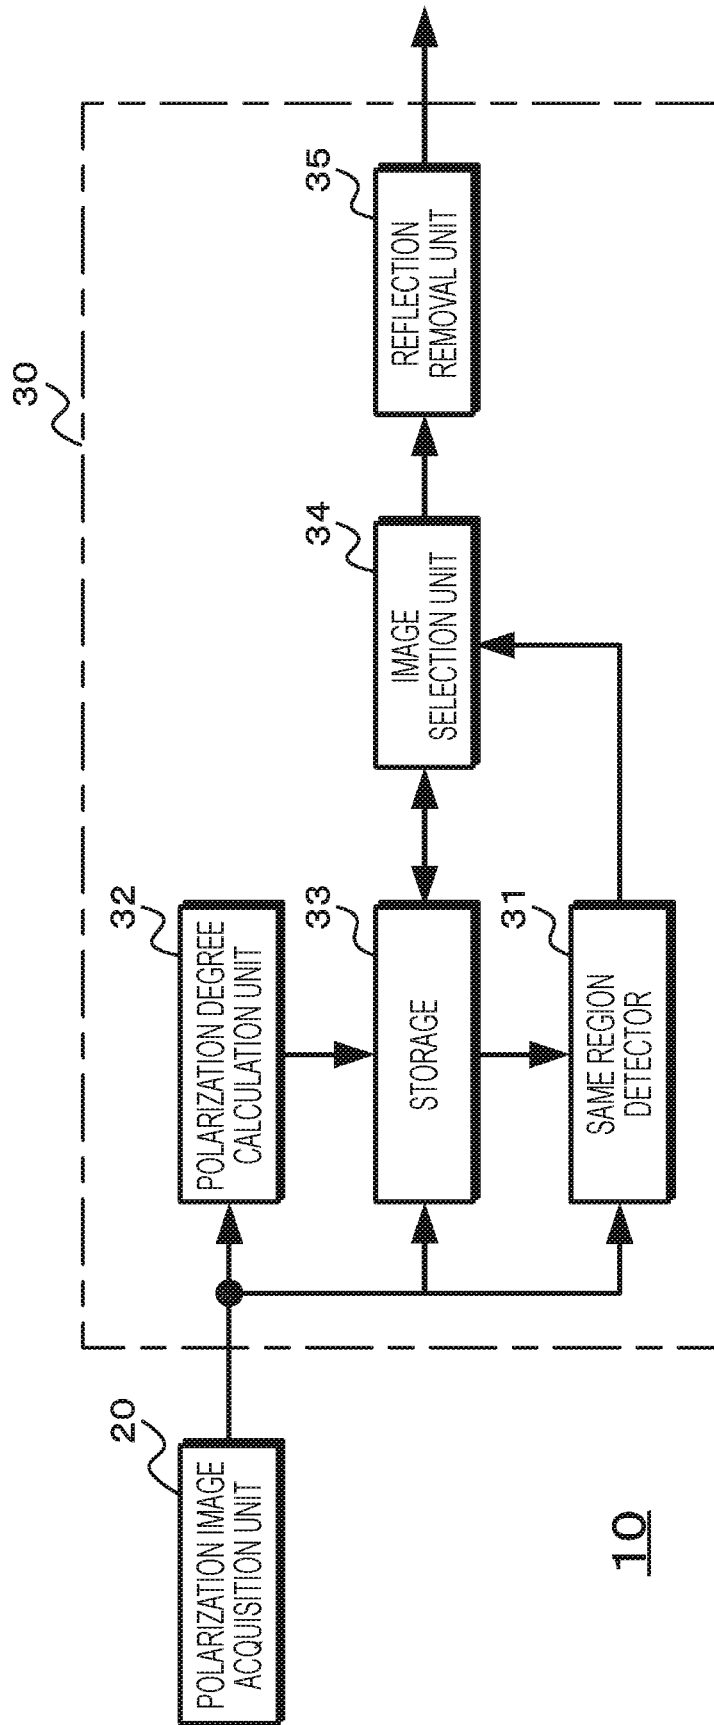 10
20
POLARIZATION IMAGE
ACQUISITION UNIT
30
32
POLARIZATION DEGREE
CALCULATION UNIT
33
STORAGE
31
SAME REGION
DETECTOR
34
IMAGE
SELECTION UNIT
35
REFLECTION
REMOVAL UNIT